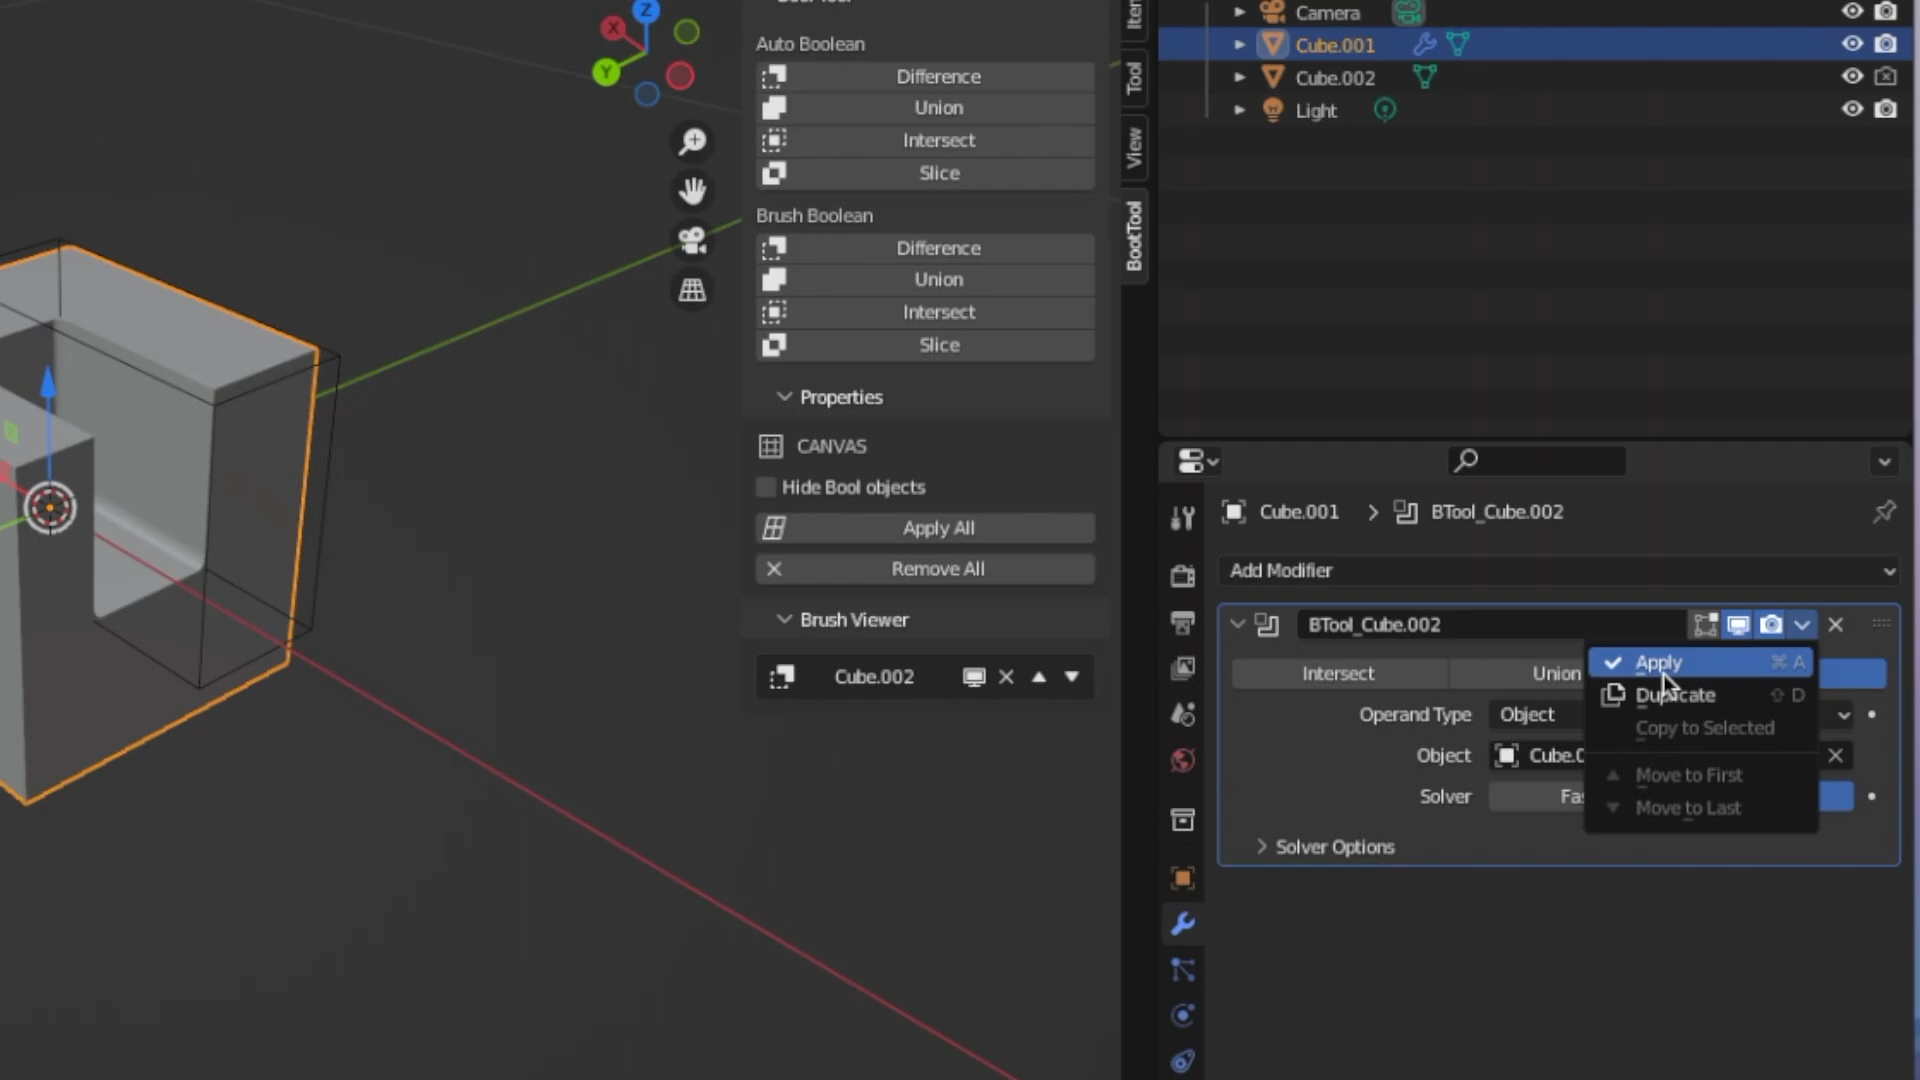 Z
X
Y
Auto Boolean
Difference
Union
Intersect
Slice
Brush Boolean
Difference
Union
Intersect
Slice
Properties
CANVAS
Hide Bool objects
Apply All
Remove All
Brush Viewer
Cube.002
Tool
View
BootTool
Camera
Cube.001
Cube.002
Light
Cube.001 > BTool_Cube.002
Add Modifier
BTool_Cube.002
Intersect
Union
Operand Type
Object
Object
Solver
Solver Options
Apply ⌘ A
Duplicate ⇧ D
Copy to Selected
Move to First
Move to Last